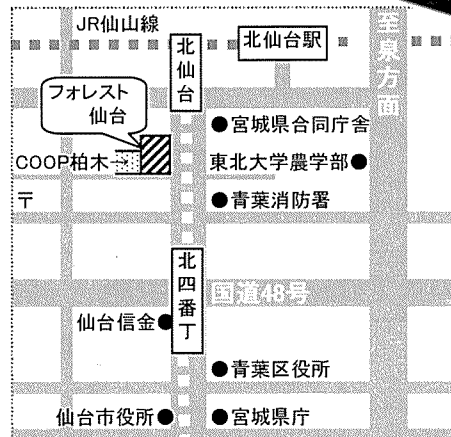 JR仙山線
北仙台
北仙台駅
至泉方面
フォレスト
仙台
●宮城県合同庁舎
COOP柏木→
東北大学農学部●
〒
●青葉消防署
北四番丁
国道48号
仙台信金●
●青葉区役所
仙台市役所●
●宮城県庁